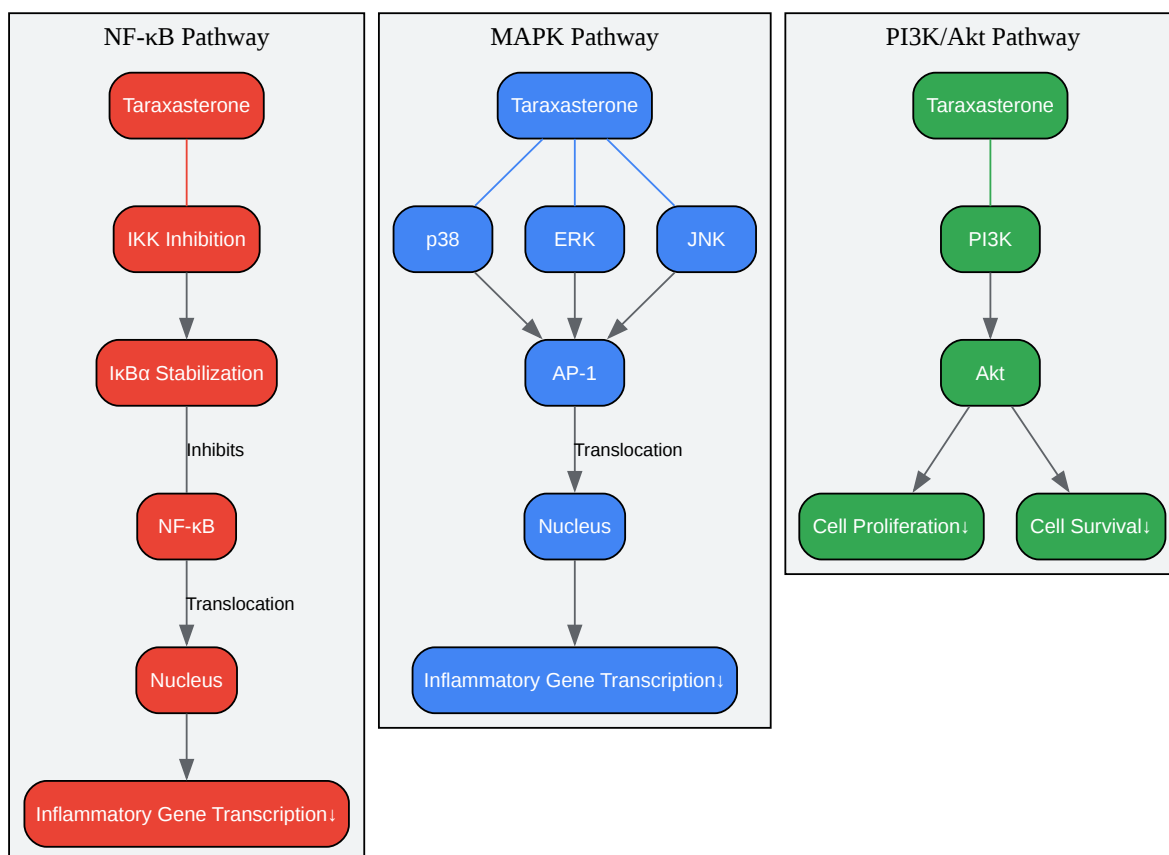 NF-κB Pathway
Taraxasterone
IKK Inhibition
IκBα Stabilization
Inhibits
NF-κB
Translocation
Nucleus
Inflammatory Gene Transcription↓
MAPK Pathway
Taraxasterone
p38
ERK
JNK
AP-1
Translocation
Nucleus
Inflammatory Gene Transcription↓
PI3K/Akt Pathway
Taraxasterone
PI3K
Akt
Cell Proliferation↓
Cell Survival↓